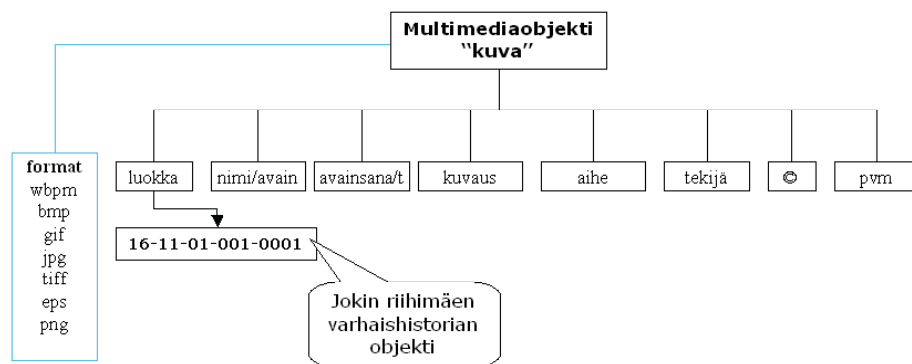 Multimediaobjekti
“kuva”
format
wbpm
bmp
gif
jpg
tiff
eps
png
luokka
nimi/avain
avainsana/t
kuvaus
aihe
tekijä
©
pvm
16-11-01-001-0001
Jokin riihimäen
varhaishistorian
objekti